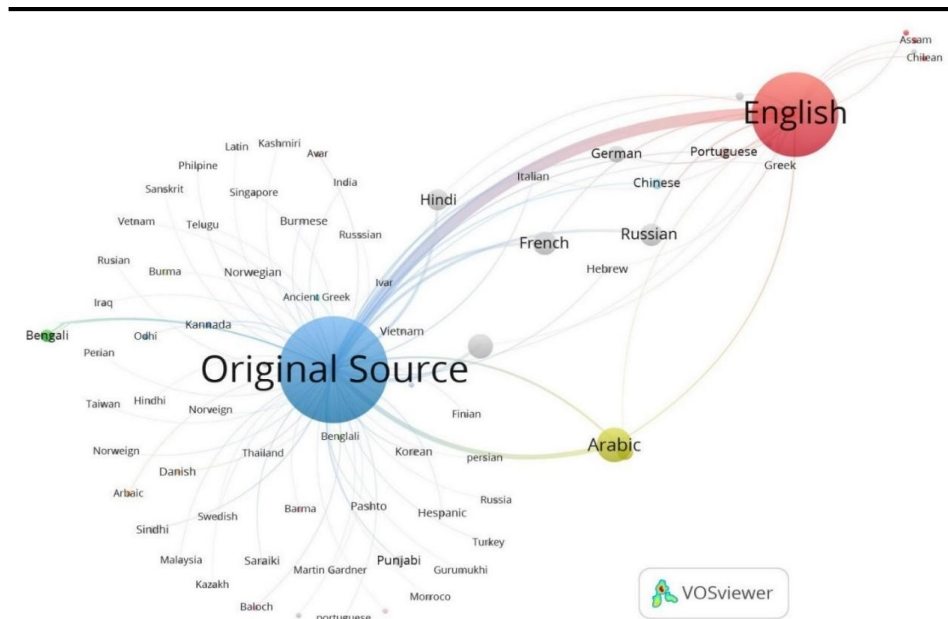 Assam
Chilean
English
Latin
Kashmiri
Avar
German
Portuguese
Greek
Philpine
Italian
Chinese
Sanskrit
Singapore
India
Hindi
Vetnam
Telugu
Burmese
Russsian
French
Russian
Rusian
Burma
Norwegian
Ivar
Hebrew
Iraq
Ancient Greek
Bengali
Odhi
Kannada
Vietnam
Perian
Original Source
Taiwan
Hindhi
Norveign
Finian
Benglali
Arabic
Norweign
Thailand
Korean
persian
Danish
Arbaic
Russia
Sindhi
Swedish
Barma
Pashto
Hespanic
Turkey
Malaysia
Saraiki
Martin Gardner
Punjabi
Gurumukhi
Kazakh
Morroco
Baloch
portuguese
VOSviewer